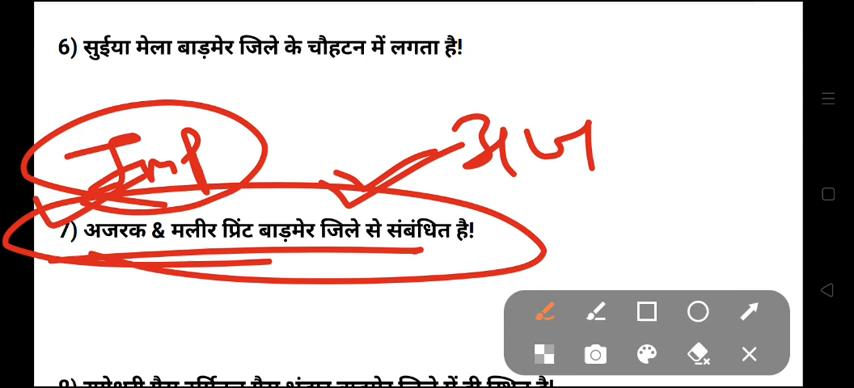 6) सुईया मेला बाड़मेर जिले के चौहटन में लगता है!
Imp
अज
7) अजरक & मलीर प्रिंट बाड़मेर जिले से संबंधित है!